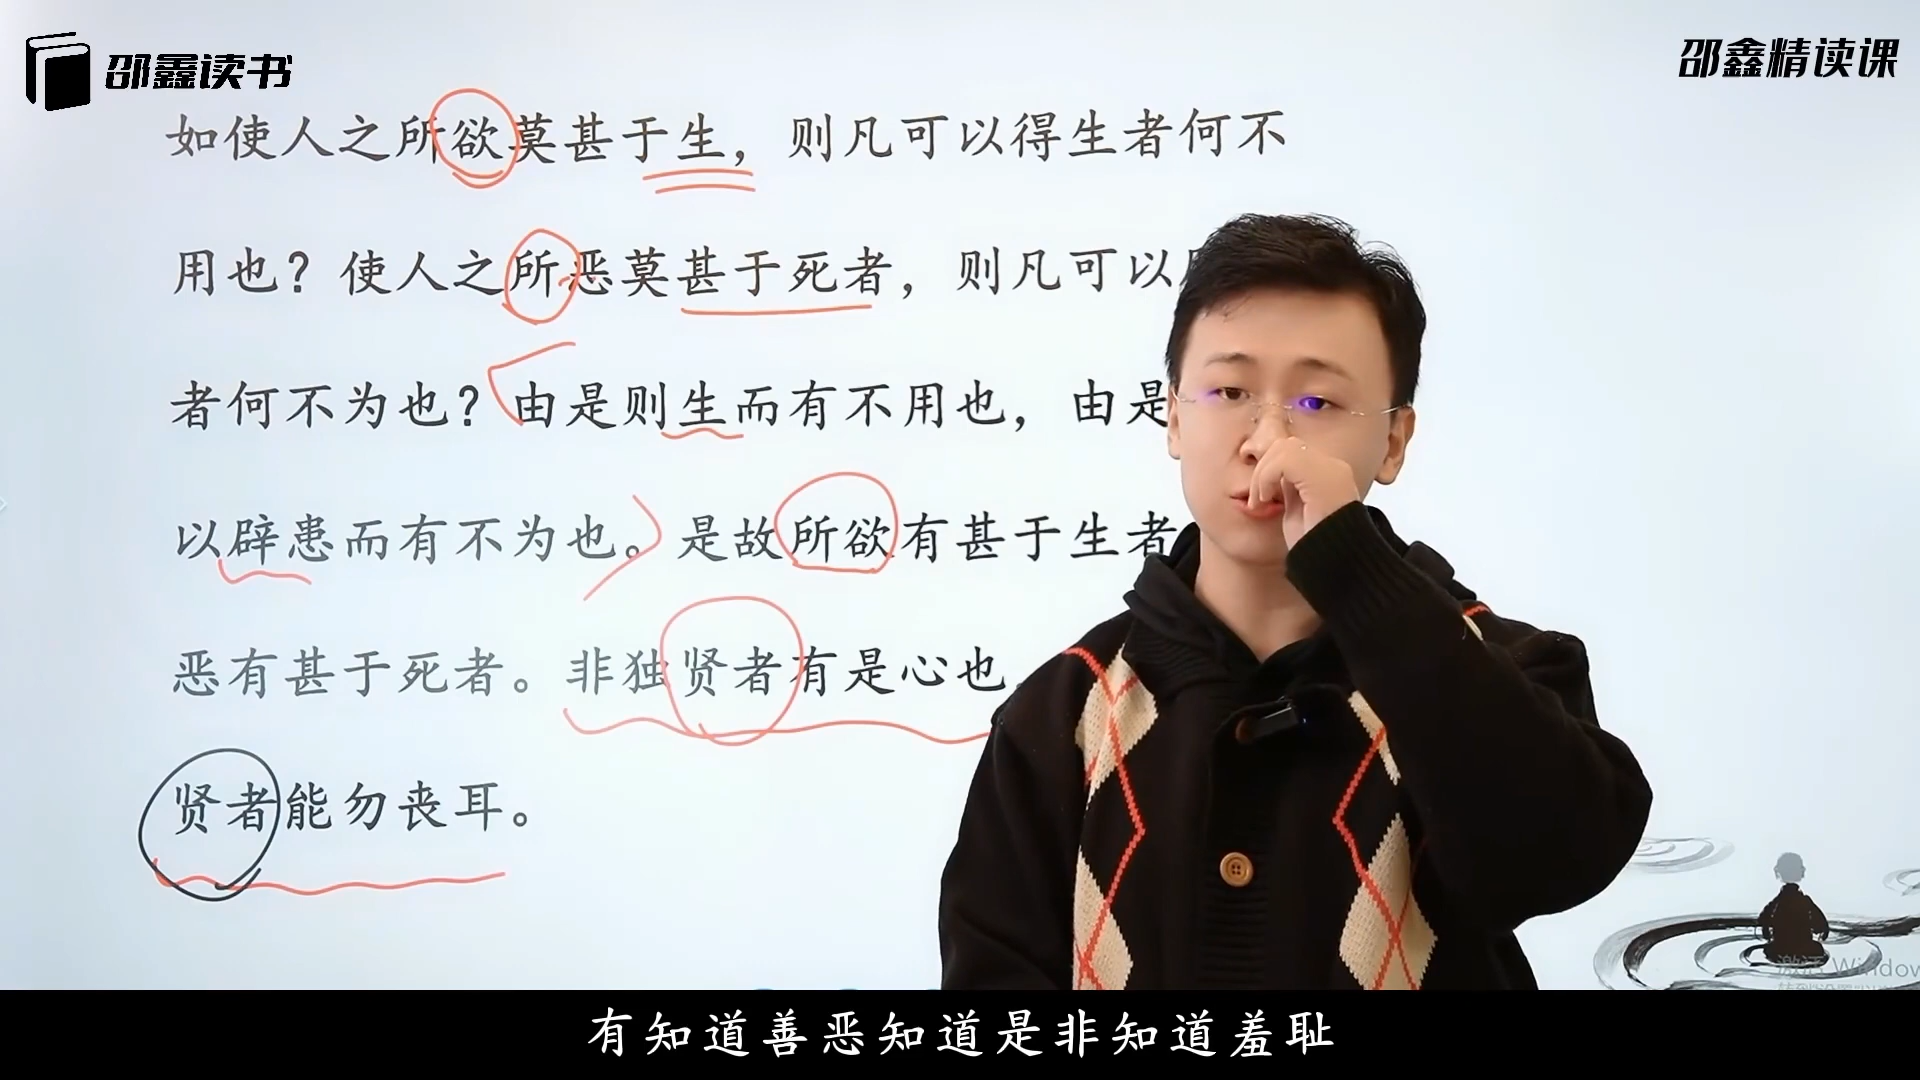 邵鑫读书
邵鑫精读课
如使人之所欲莫甚于生，则凡可以得生者何不
用也？使人之所恶莫甚于死者，则凡可以
者何不为也？由是则生而有不用也，由是
以辟患而有不为也。是故所欲有甚于生者
恶有甚于死者。非独贤者有是心也
贤者能勿丧耳。
激活 Window
有知道善恶知道是非知道羞耻